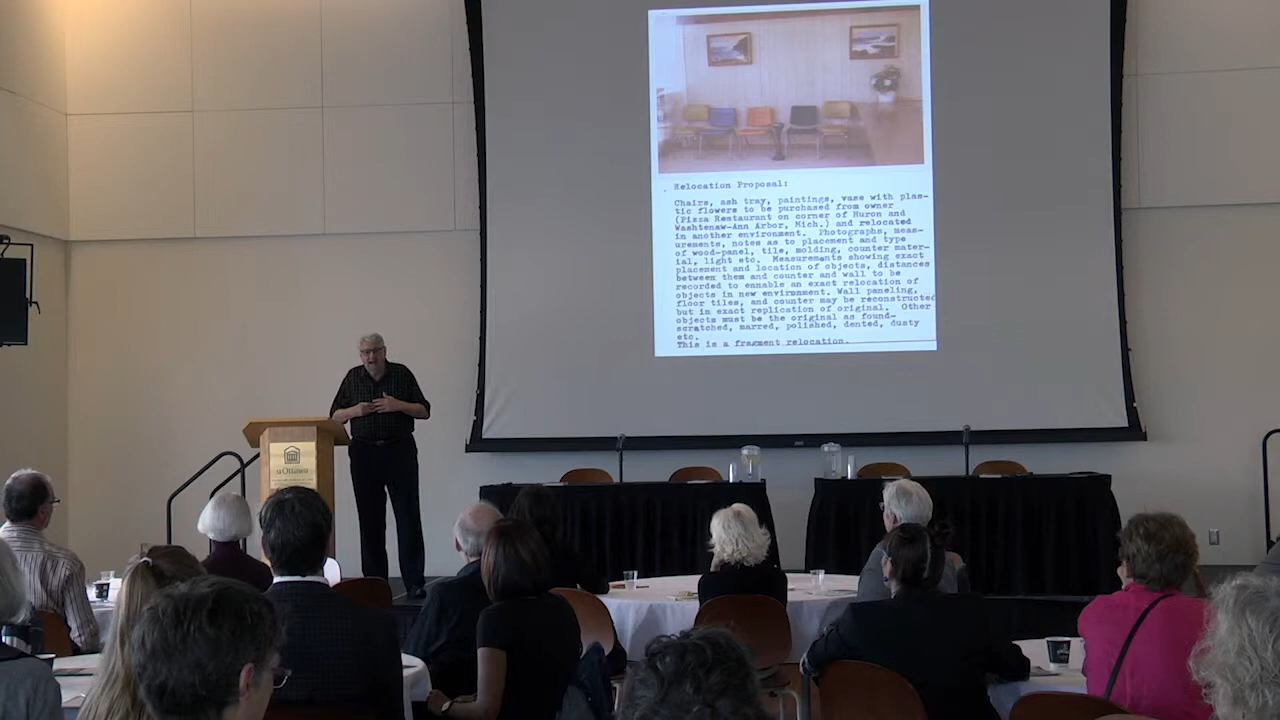 Relocation Proposal:
Chairs, ash tray, paintings, vase with plas-
tic flowers to be purchased from owner
(Pizza Restaurant on corner of Huron and
Washtenaw-Ann Arbor, Mich.) and relocated
in another environment. Photographs, meas-
urements, notes as to placement and type
of wood-panel, tile, molding, counter mater-
ial, light etc. Measurements showing exact
placement and location of objects, distances
between them and counter and wall to be
recorded to ennable an exact relocation of
objects in new environment. Wall paneling,
floor tiles, and counter may be reconstructed
but in exact replication of original. Other
objects must be the original as found-
scratched, marred, polished, dented, dusty
etc.
This is a fragment relocation.
uOttawa